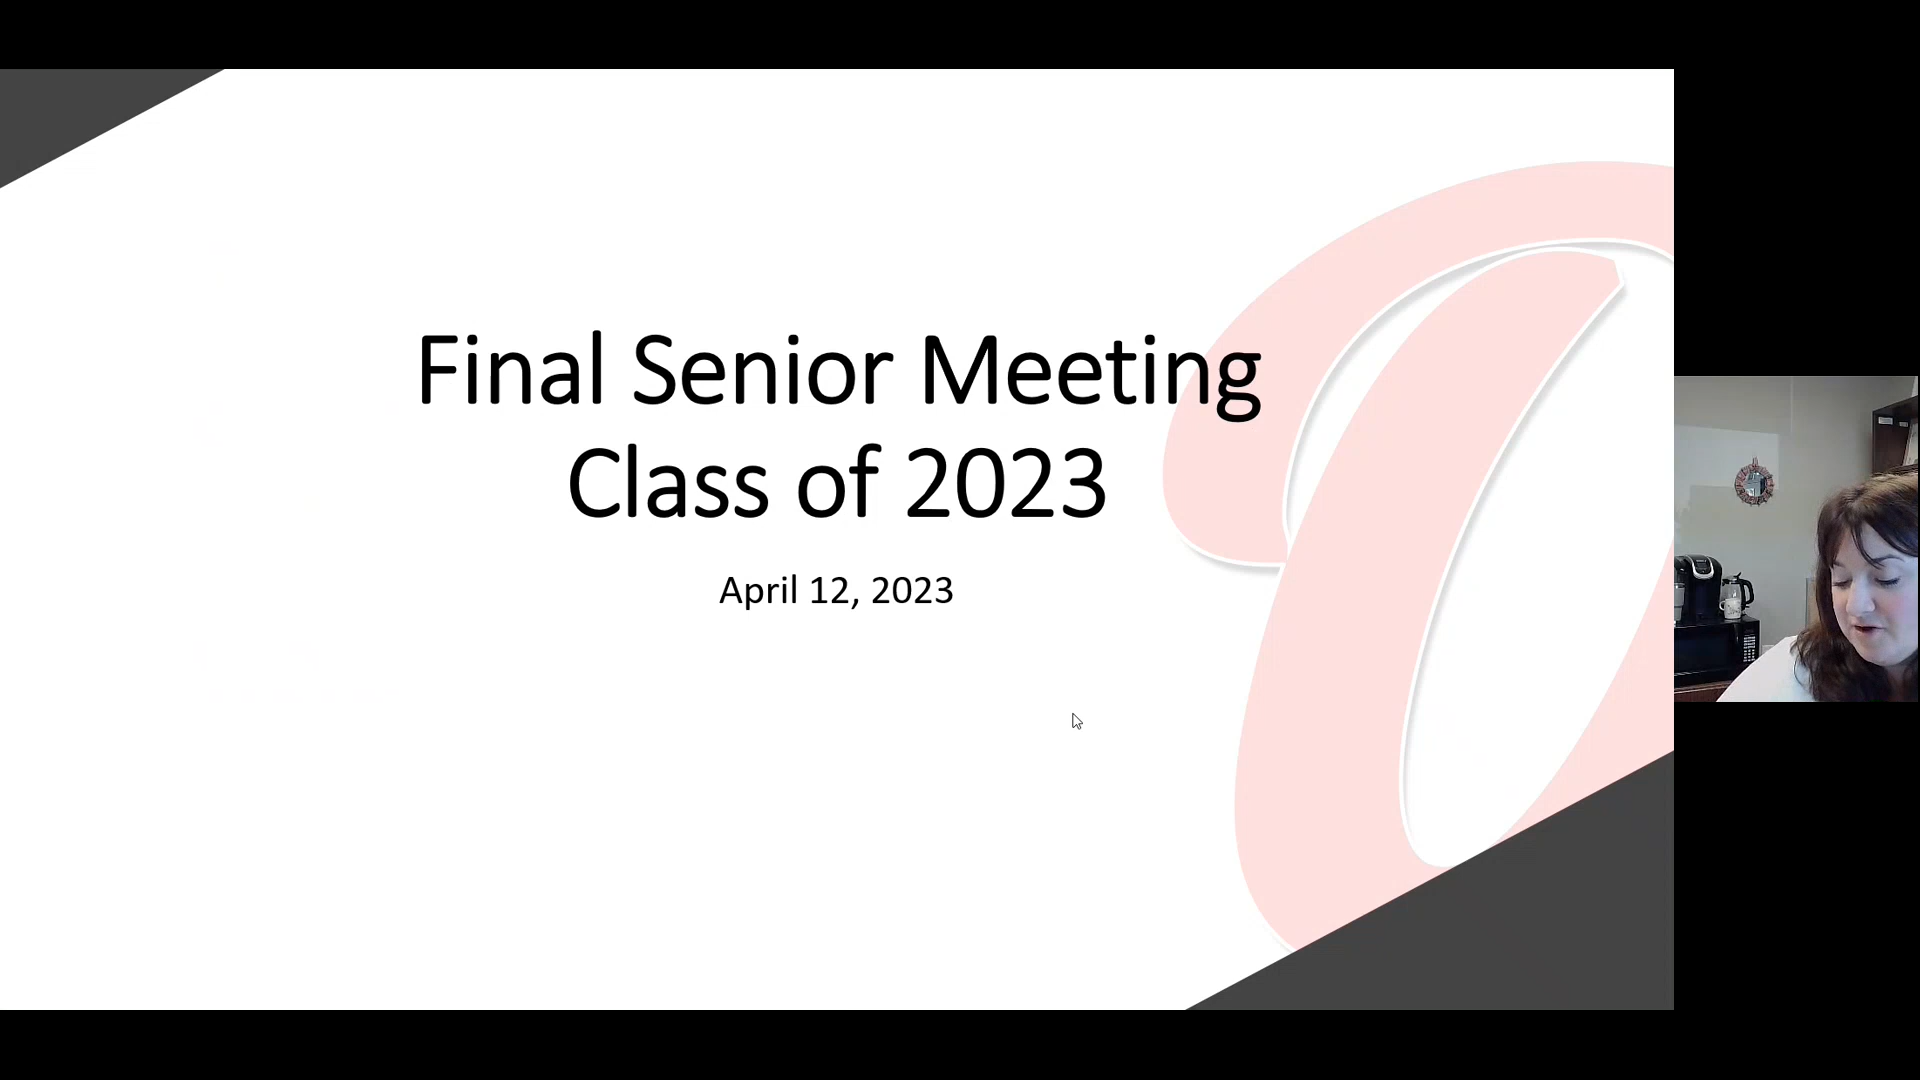 Final Senior Meeting
Class of 2023
April 12, 2023